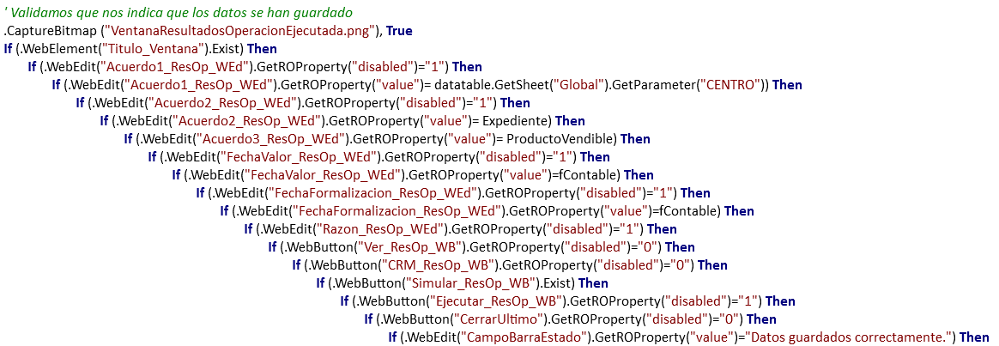 ' Validamos que nos indica que los datos se han guardado
.CaptureBitmap ("VentanaResultadosOperacionEjecutada.png"), True
If (.WebElement("Titulo_Ventana").Exist) Then
If (.WebEdit("Acuerdo1_ResOp_WEd").GetROProperty("disabled")="1") Then
If (.WebEdit("Acuerdo1_ResOp_WEd").GetROProperty("value")= datatable.GetSheet("Global").GetParameter("CENTRO")) Then
If (.WebEdit("Acuerdo2_ResOp_WEd").GetROProperty("disabled")="1") Then
If (.WebEdit("Acuerdo2_ResOp_WEd").GetROProperty("value")= Expediente) Then
If (.WebEdit("Acuerdo3_ResOp_WEd").GetROProperty("value")= ProductoVendible) Then
If (.WebEdit("FechaValor_ResOp_WEd").GetROProperty("disabled")="1") Then
If (.WebEdit("FechaValor_ResOp_WEd").GetROProperty("value")=fContable) Then
If (.WebEdit("FechaFormalizacion_ResOp_WEd").GetROProperty("disabled")="1") Then
If (.WebEdit("FechaFormalizacion_ResOp_WEd").GetROProperty("value")=fContable) Then
If (.WebEdit("Razon_ResOp_WEd").GetROProperty("disabled")="1") Then
If (.WebButton("Ver_ResOp_WB").GetROProperty("disabled")="0") Then
If (.WebButton("CRM_ResOp_WB").GetROProperty("disabled")="0") Then
If (.WebButton("Simular_ResOp_WB").Exist) Then
If (.WebButton("Ejecutar_ResOp_WB").GetROProperty("disabled")="1") Then
If (.WebButton("CerrarUltimo").GetROProperty("disabled")="0") Then
If (.WebEdit("CampoBarraEstado").GetROProperty("value")="Datos guardados correctamente.") Then